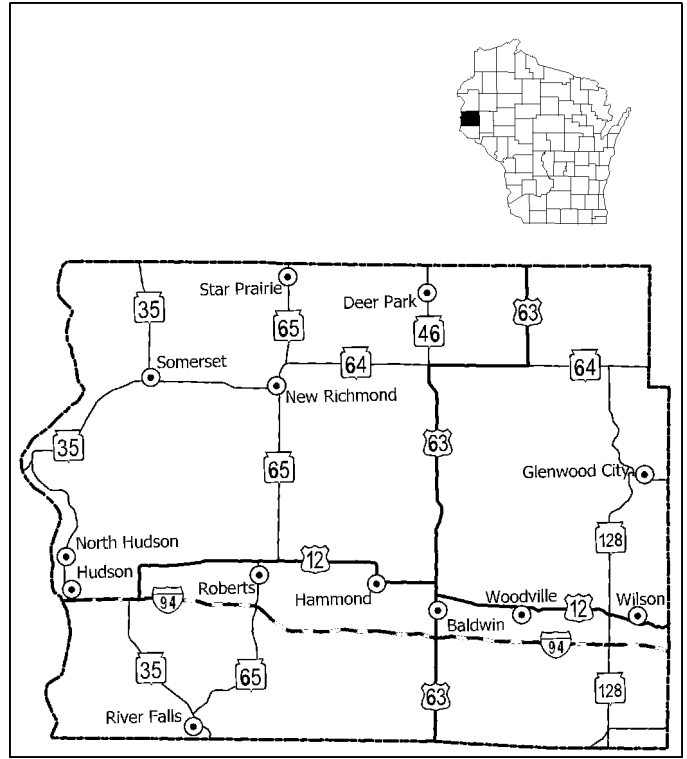 Star Prairie
Deer Park
35
65
46
63
Somerset
64
64
New Richmond
35
63
65
Glenwood City
North Hudson
128
12
Hudson
Roberts
Hammond
Woodville
Wilson
94
12
Baldwin
94
35
65
63
128
River Falls